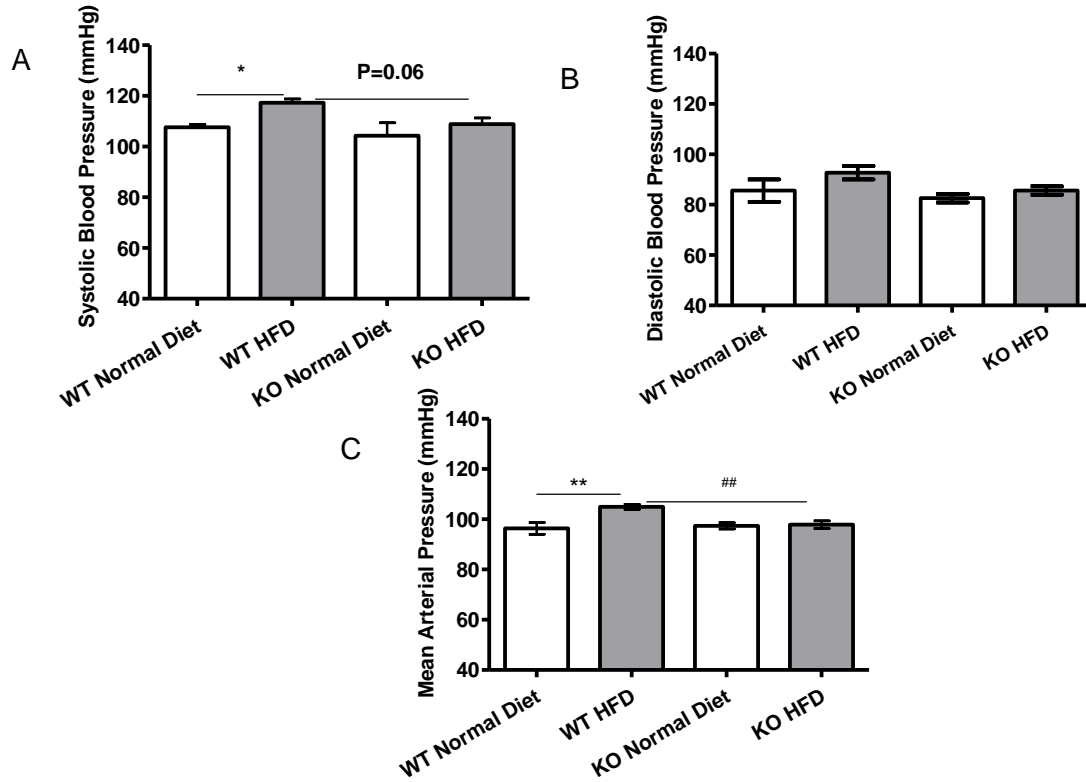 A
Systolic Blood Pressure (mmHg)
140
120
100
80
60
40
*
P=0.06
WT Normal Diet
WT HFD
KO Normal Diet
KO HFD
B
Diastolic Blood Pressure (mmHg)
140
120
100
80
60
40
WT Normal Diet
WT HFD
KO Normal Diet
KO HFD
C
Mean Arterial Pressure (mmHg)
140
120
100
80
60
40
**
##
WT Normal Diet
WT HFD
KO Normal Diet
KO HFD